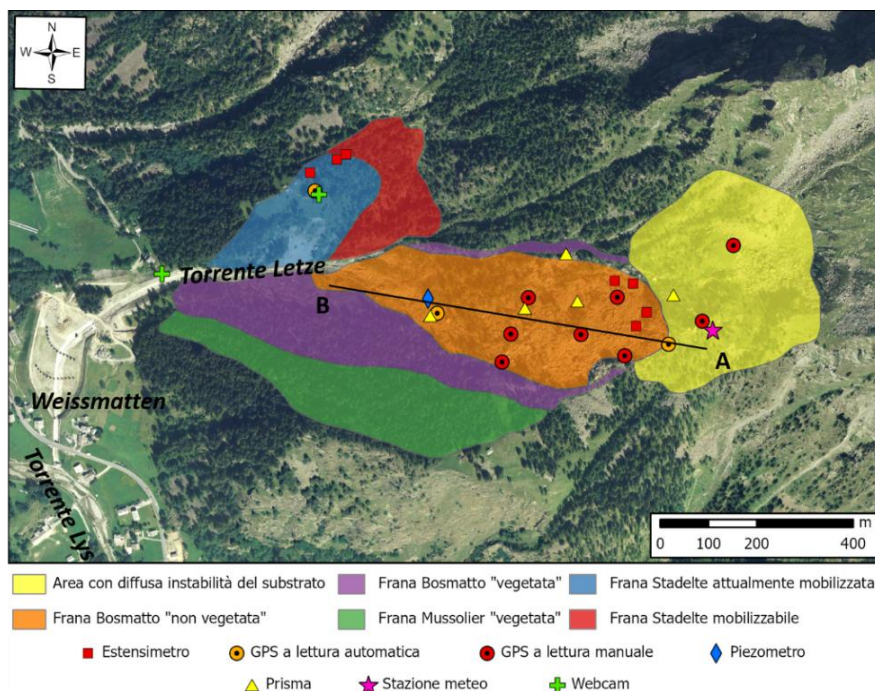 N
W E
S
Torrente Letze
B
A
Weissmatten
Torrente Lys
m
0 100 200 400
Area con diffusa instabilità del substrato
Frana Bosmatto "vegetata"
Frana Stadelte attualmente mobilizzata
Frana Bosmatto "non vegetata"
Frana Mussolier "vegetata"
Frana Stadelte mobilizzabile
Estensimetro
GPS a lettura automatica
GPS a lettura manuale
Piezometro
Prisma
Stazione meteo
Webcam